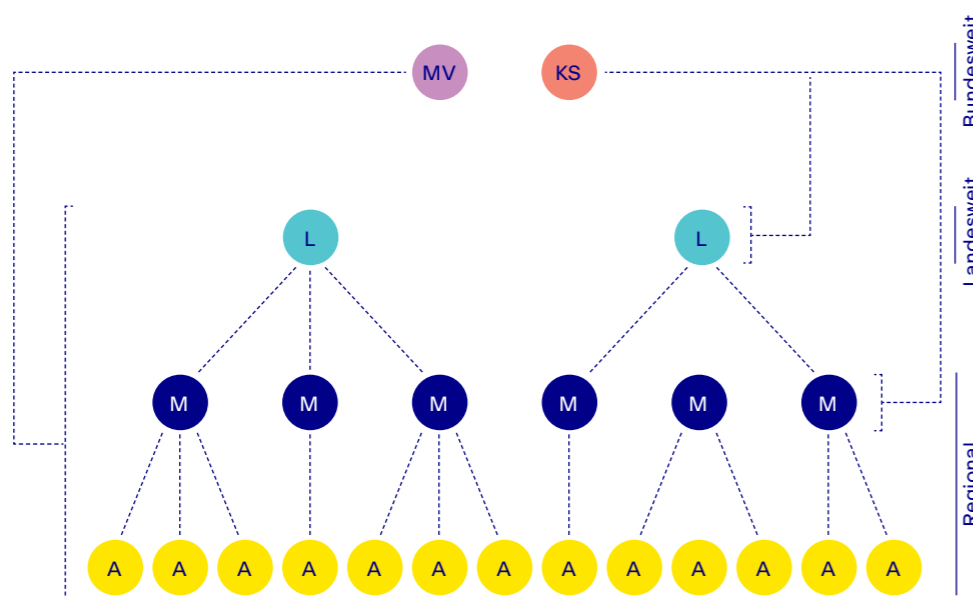 MV KS
Bundesweit
L L
Landesweit
M M M M M M
Regional
A A A A A A A A A A A A A